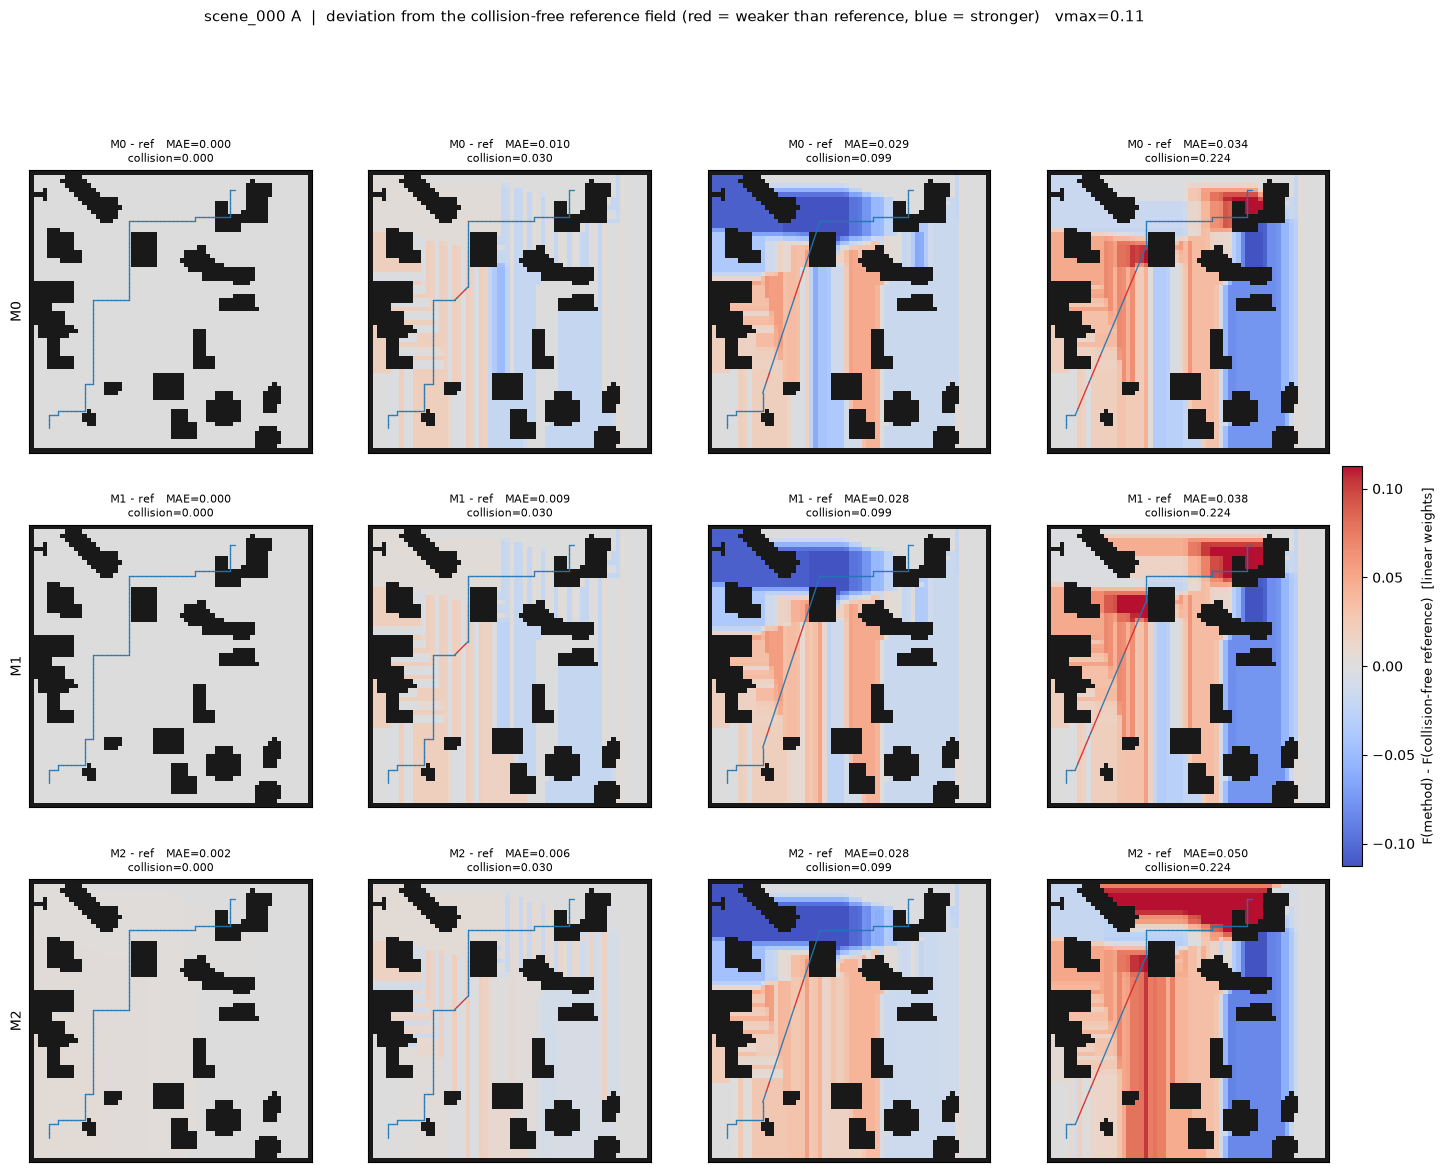 scene_000 A | deviation from the collision-free reference field (red = weaker than reference, blue = stronger) vmax=0.11
M0 - ref MAE=0.000
collision=0.000
M0 - ref MAE=0.010
collision=0.030
M0 - ref MAE=0.029
collision=0.099
M0 - ref MAE=0.034
collision=0.224
M0
M1 - ref MAE=0.000
collision=0.000
M1 - ref MAE=0.009
collision=0.030
M1 - ref MAE=0.028
collision=0.099
M1 - ref MAE=0.038
collision=0.224
M1
M2 - ref MAE=0.002
collision=0.000
M2 - ref MAE=0.006
collision=0.030
M2 - ref MAE=0.028
collision=0.099
M2 - ref MAE=0.050
collision=0.224
M2
0.10
0.05
0.00
−0.05
−0.10
F(method) - F(collision-free reference) [linear weights]